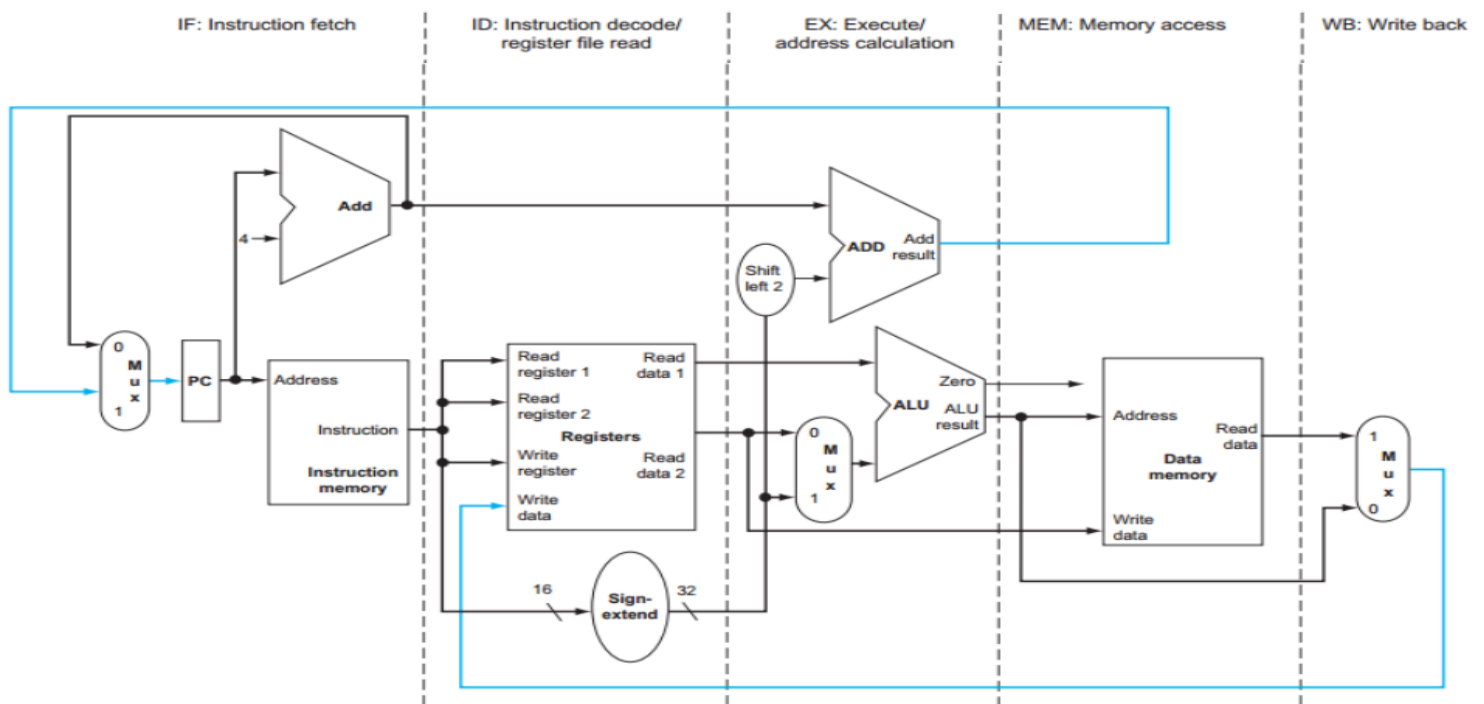 IF: Instruction fetch
ID: Instruction decode/
register file read
EX: Execute/
address calculation
MEM: Memory access
WB: Write back
Add
4
ADD
Add
result
Shift
left 2
0
M
u
x
1
PC
Address
Instruction
Instruction
memory
Read
register 1
Read
register 2
Write
register
Write
data
Registers
Read
data 1
Read
data 2
0
M
u
x
1
Zero
ALU
ALU
result
Address
Write
data
Data
memory
Read
data
1
M
u
x
0
16
Sign-
extend
32